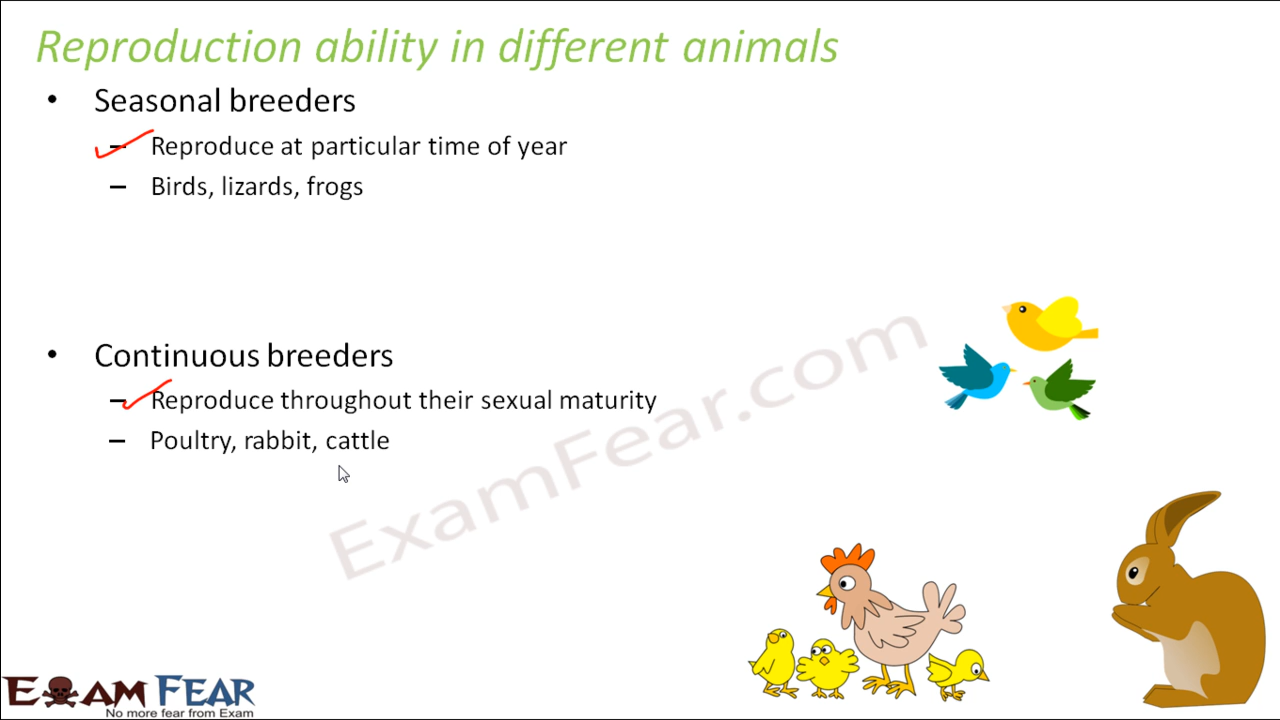 Reproduction ability in different animals
• Seasonal breeders
– Reproduce at particular time of year
– Birds, lizards, frogs
• Continuous breeders
– Reproduce throughout their sexual maturity
– Poultry, rabbit, cattle
ExamFear.com
EXAM FEAR
No more fear from Exam